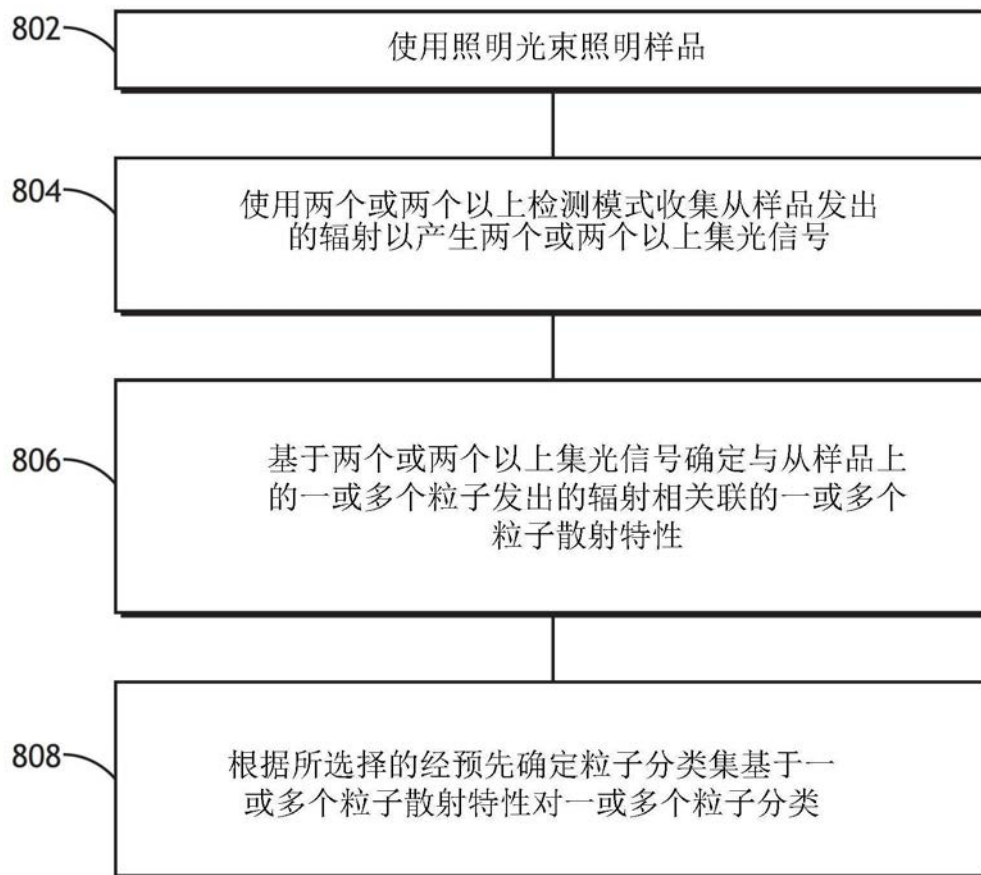 802
使用照明光束照明样品
804
使用两个或两个以上检测模式收集从样品发出
的辐射以产生两个或两个以上集光信号
806
基于两个或两个以上集光信号确定与从样品上
的一或多个粒子发出的辐射相关联的一或多个
粒子散射特性
808
根据所选择的经预先确定粒子分类集基于一
或多个粒子散射特性对一或多个粒子分类